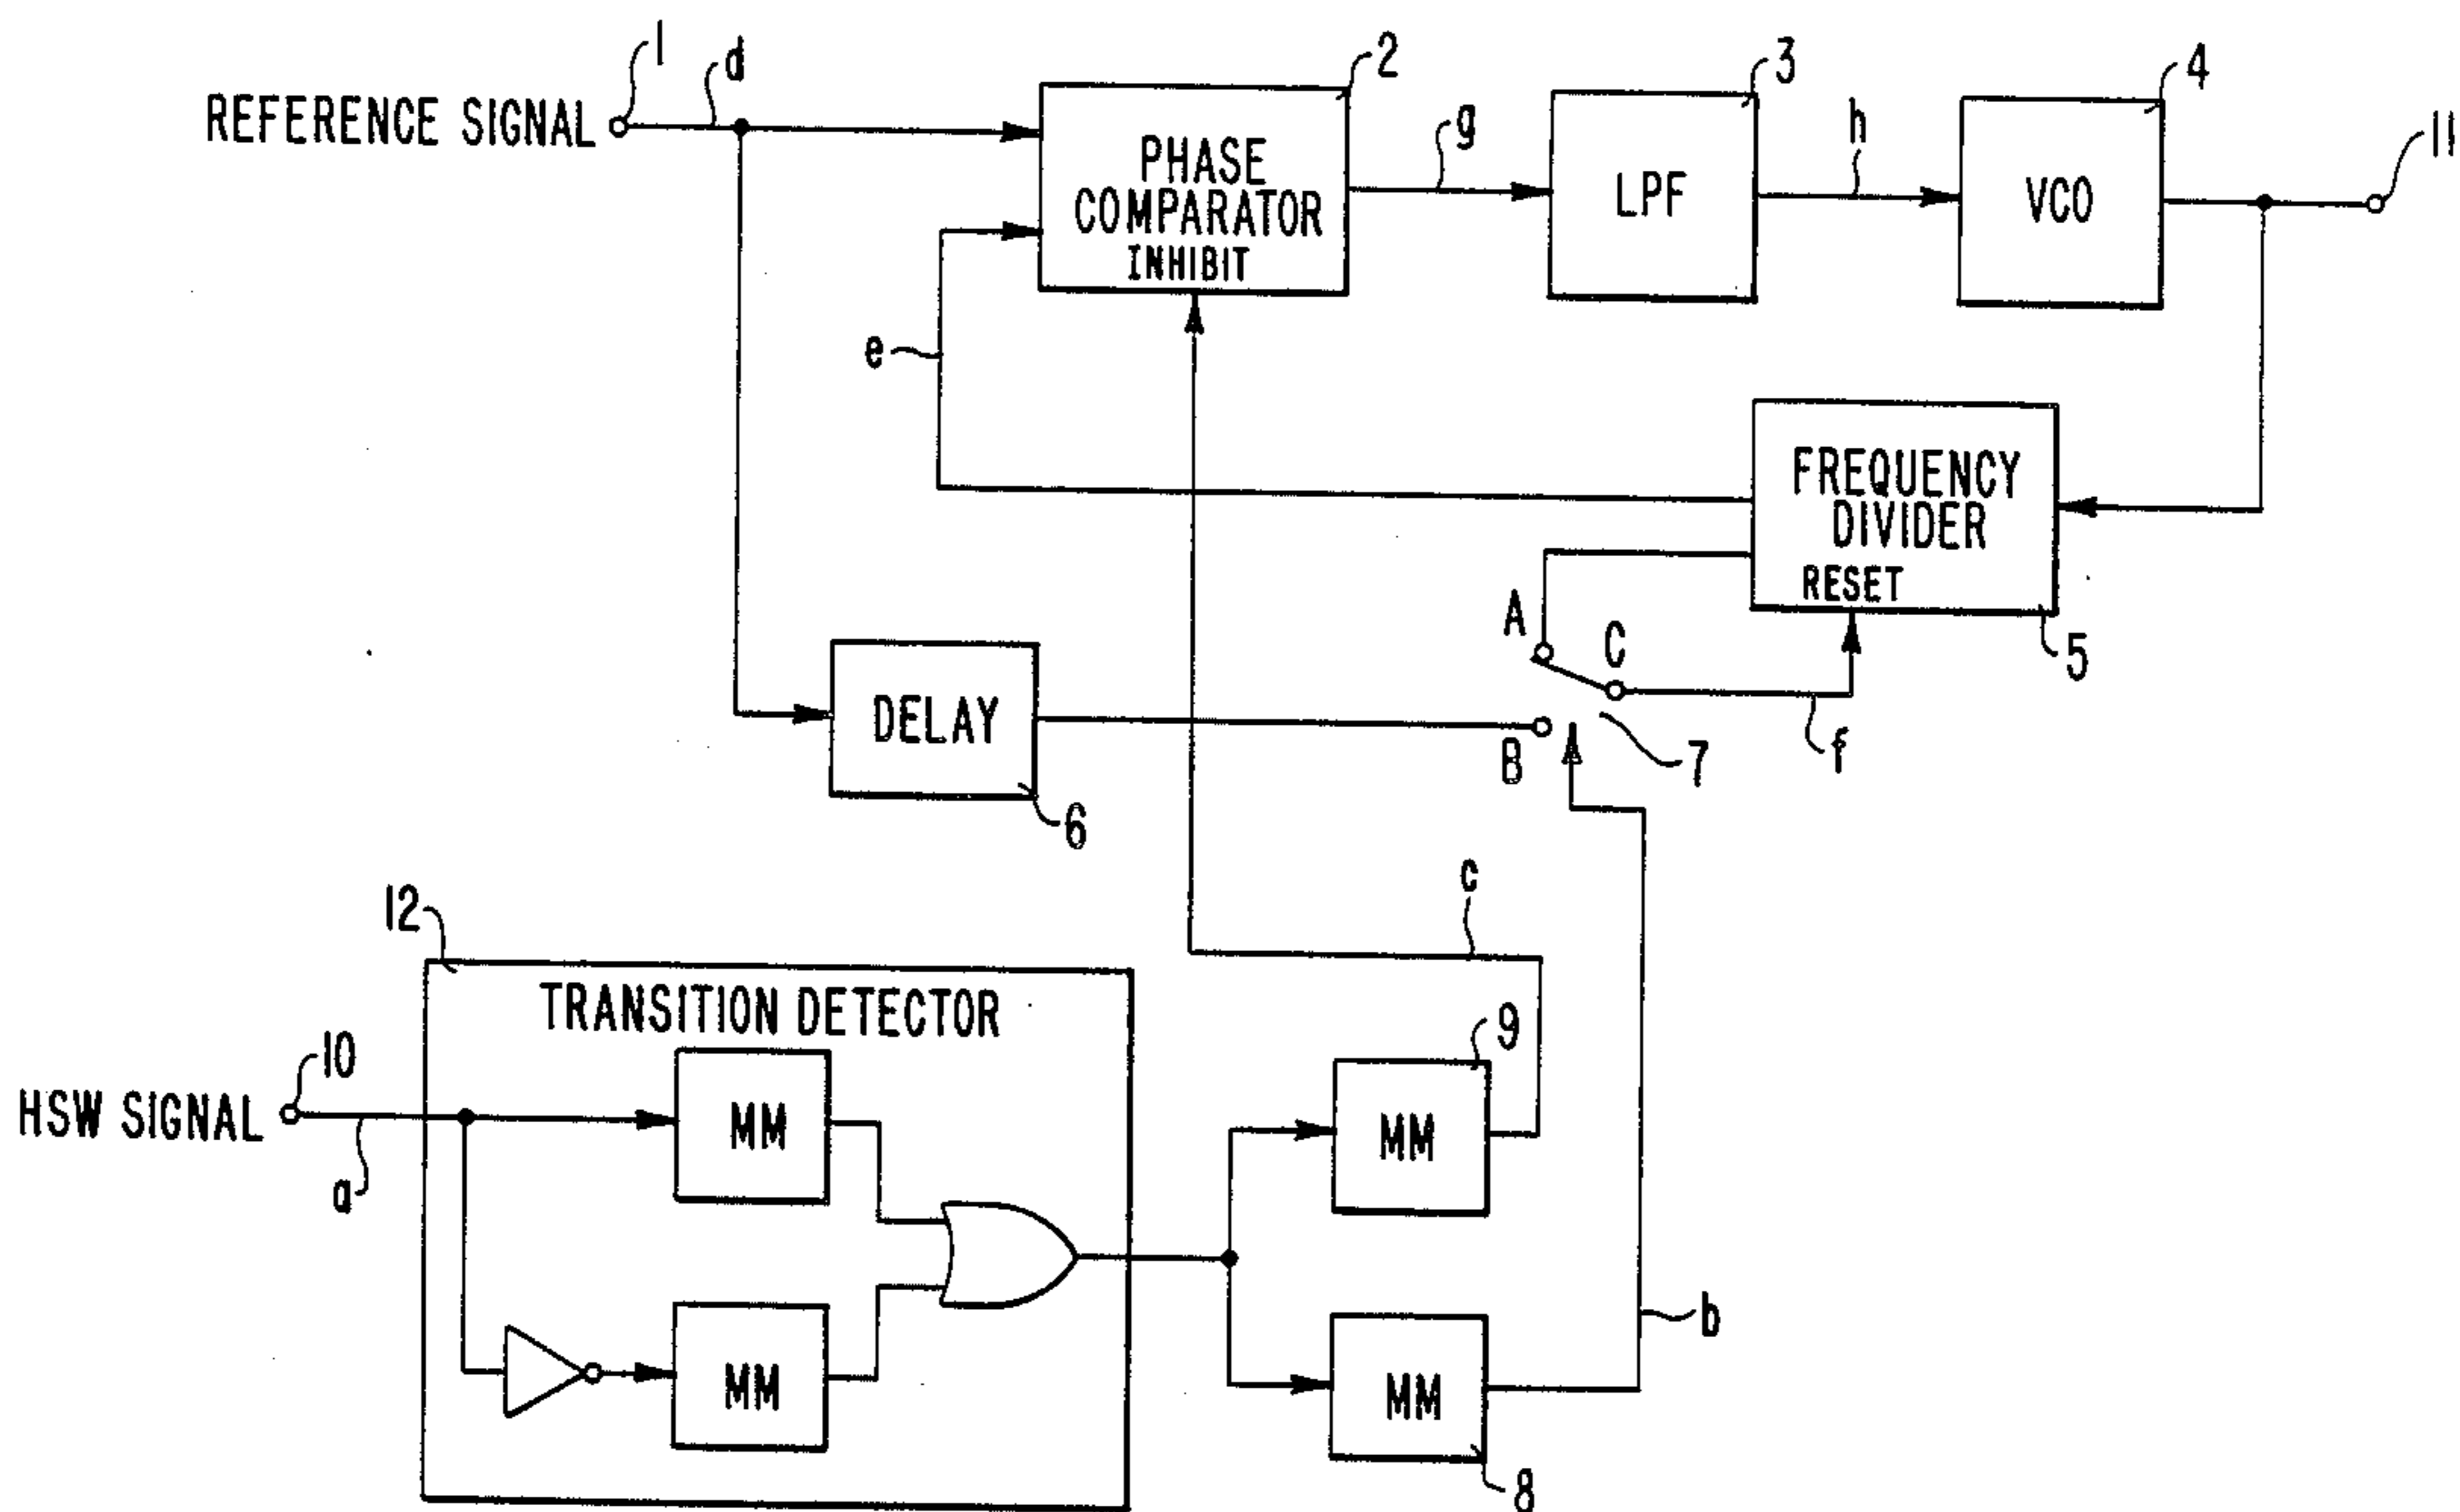 1
d
2
3
4
11
REFERENCE SIGNAL
PHASE
COMPARATOR
INHIBIT
g
LPF
h
VCO
e
FREQUENCY
DIVIDER
RESET
5
A
C
B
7
f
DELAY
6
c
12
TRANSITION DETECTOR
10
HSW SIGNAL
a
MM
MM
9
MM
b
MM
8